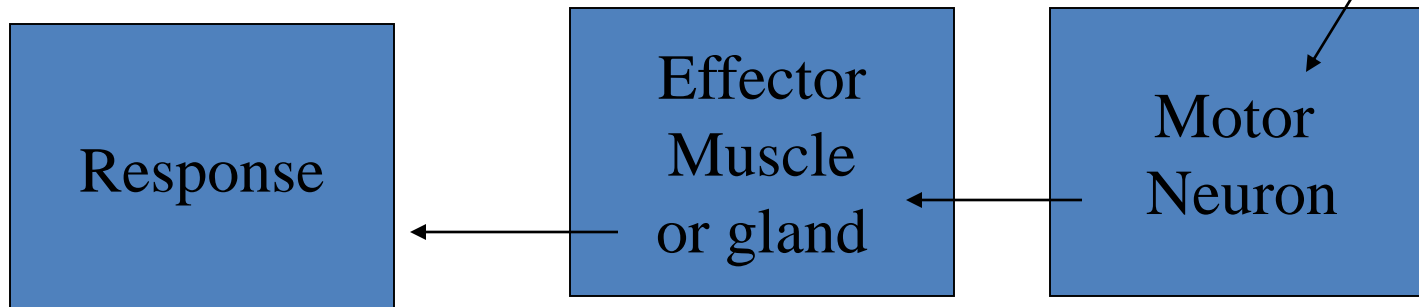 Response
Effector
Muscle
or gland
Motor
Neuron